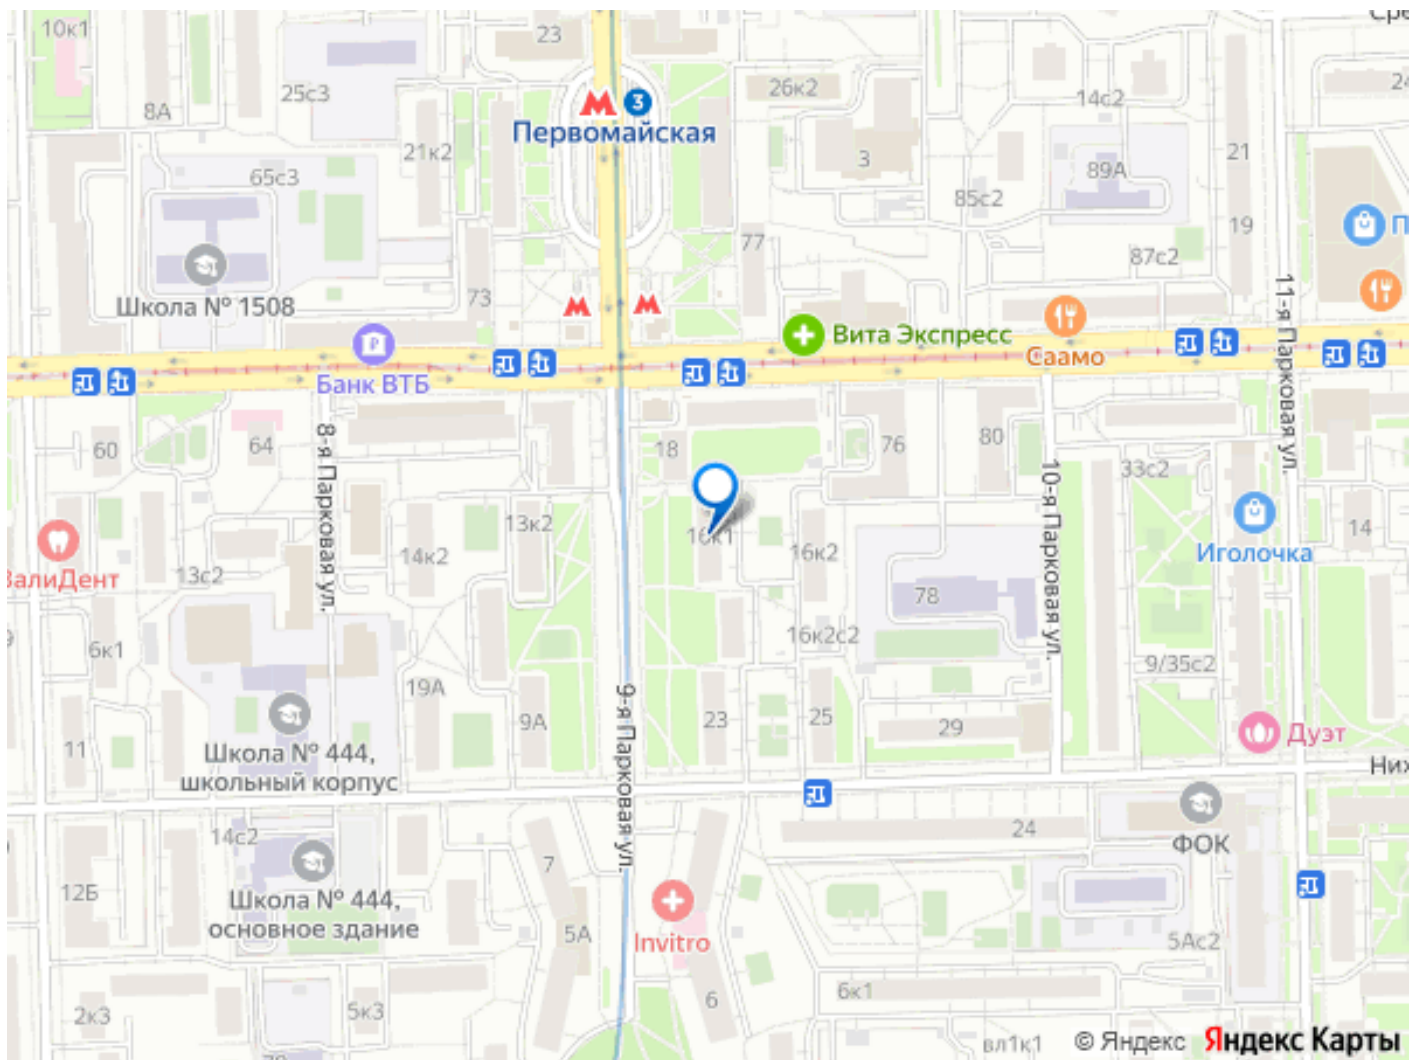 Сре
10к1
23
26к2
24
14с2
8А
25с3
3
Первомайская
21к2
3
21
89А
65с3
85с2
19
П
77
87с2
Школа № 1508
73
11-я Парковая ул.
Вита Экспресс
Саамо
Банк ВТБ
60
64
8-я Парковая ул.
18
76
80
10-я Парковая ул.
33с2
13к2
14
16к1
16к2
14к2
Иголочка
ЗалиДент
13с2
78
16к2с2
6к1
9/35с2
19А
9А
9-я Парковая ул.
23
25
29
11
Дуэт
Школа № 444,
школьный корпус
Них
14с2
24
ФОК
7
12Б
Школа № 444,
основное здание
5А
Invitro
5Ас2
2к3
5к3
6
6к1
вл1к1
© Яндекс Яндекс Карты